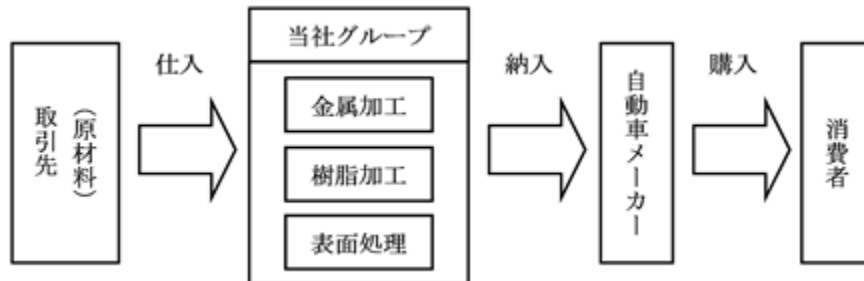 取引先
（原材料）
仕入
当社グループ
金属加工
樹脂加工
表面処理
納入
自動車メーカー
購入
消費者